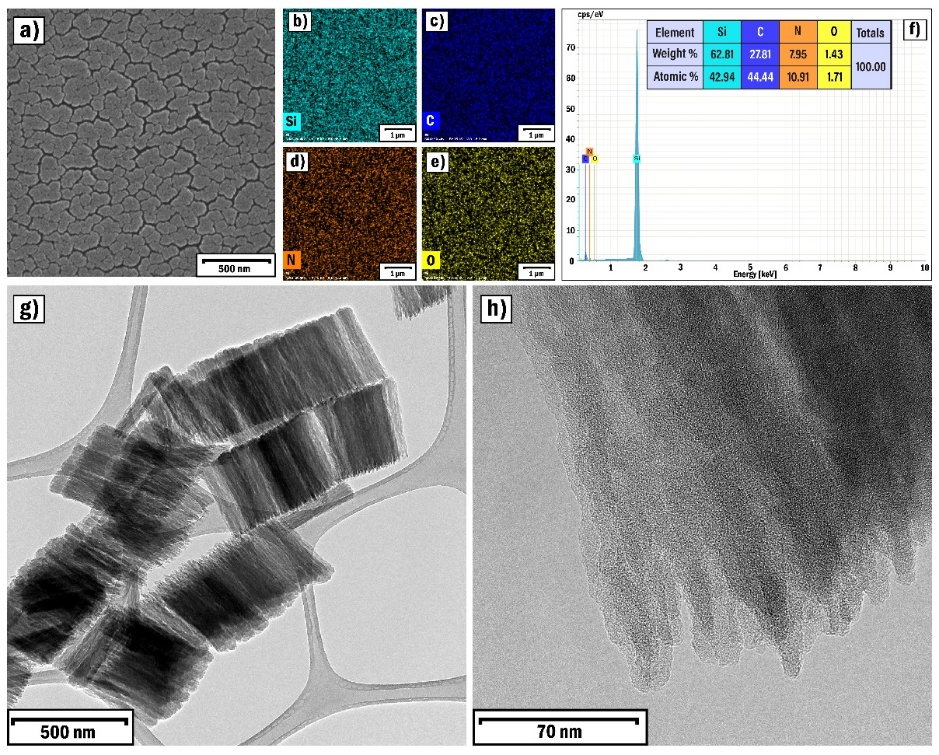 a)
500 nm
b)
Si
1 µm
c)
C
1 µm
d)
N
1 µm
e)
O
1 µm
f)
cps/eV
70
60
50
40
30
20
10
0
1 2 3 4 5 6 7 8 9 10
Energy [keV]
Element Si C N O Totals
Weight % 62.81 27.81 7.95 1.43 100.00
Atomic % 42.94 44.44 10.91 1.71
C N O Si
g)
500 nm
h)
70 nm